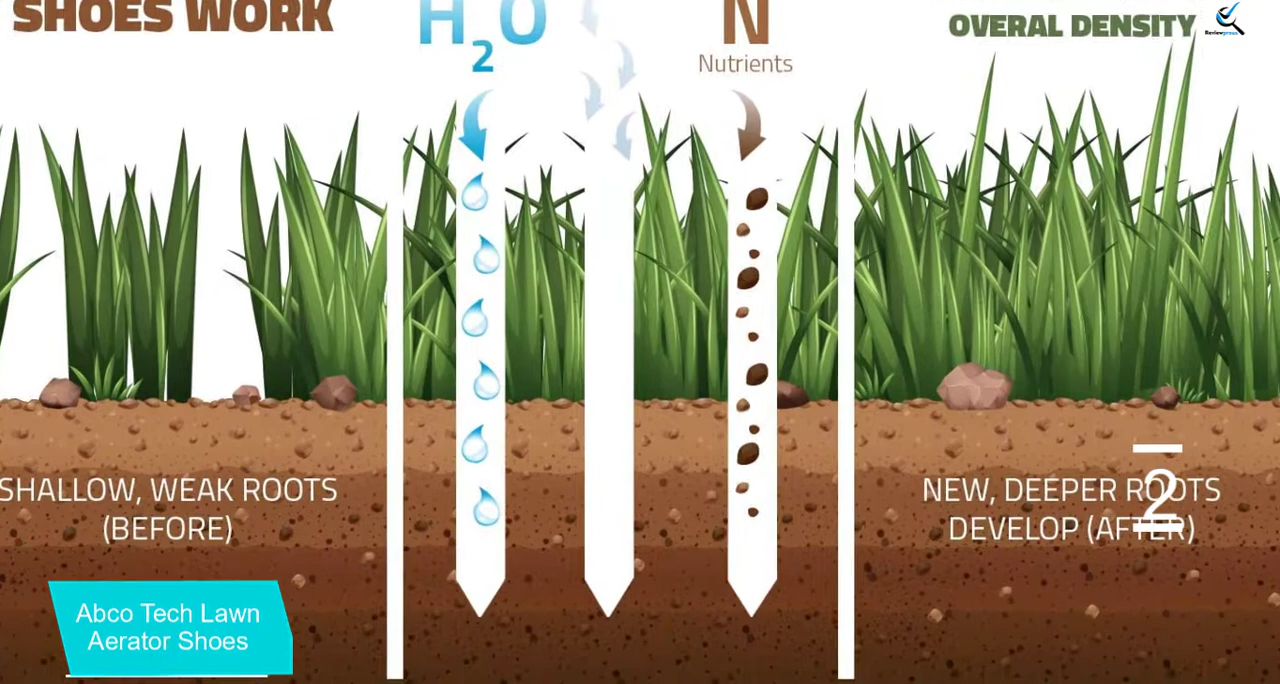 SHOES WORK
H2O
N
Nutrients
OVERAL DENSITY
Reviewgreous
SHALLOW, WEAK ROOTS
(BEFORE)
NEW, DEEPER ROOTS
DEVELOP (AFTER)
2
Abco Tech Lawn
Aerator Shoes